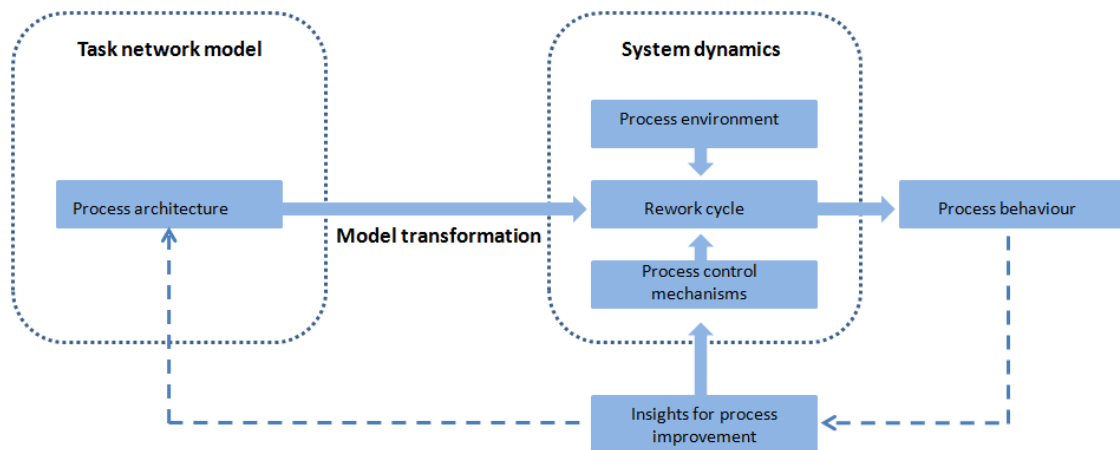 Task network model
System dynamics
Process environment
Process architecture
Rework cycle
Process behaviour
Model transformation
Process control
mechanisms
Insights for process
improvement